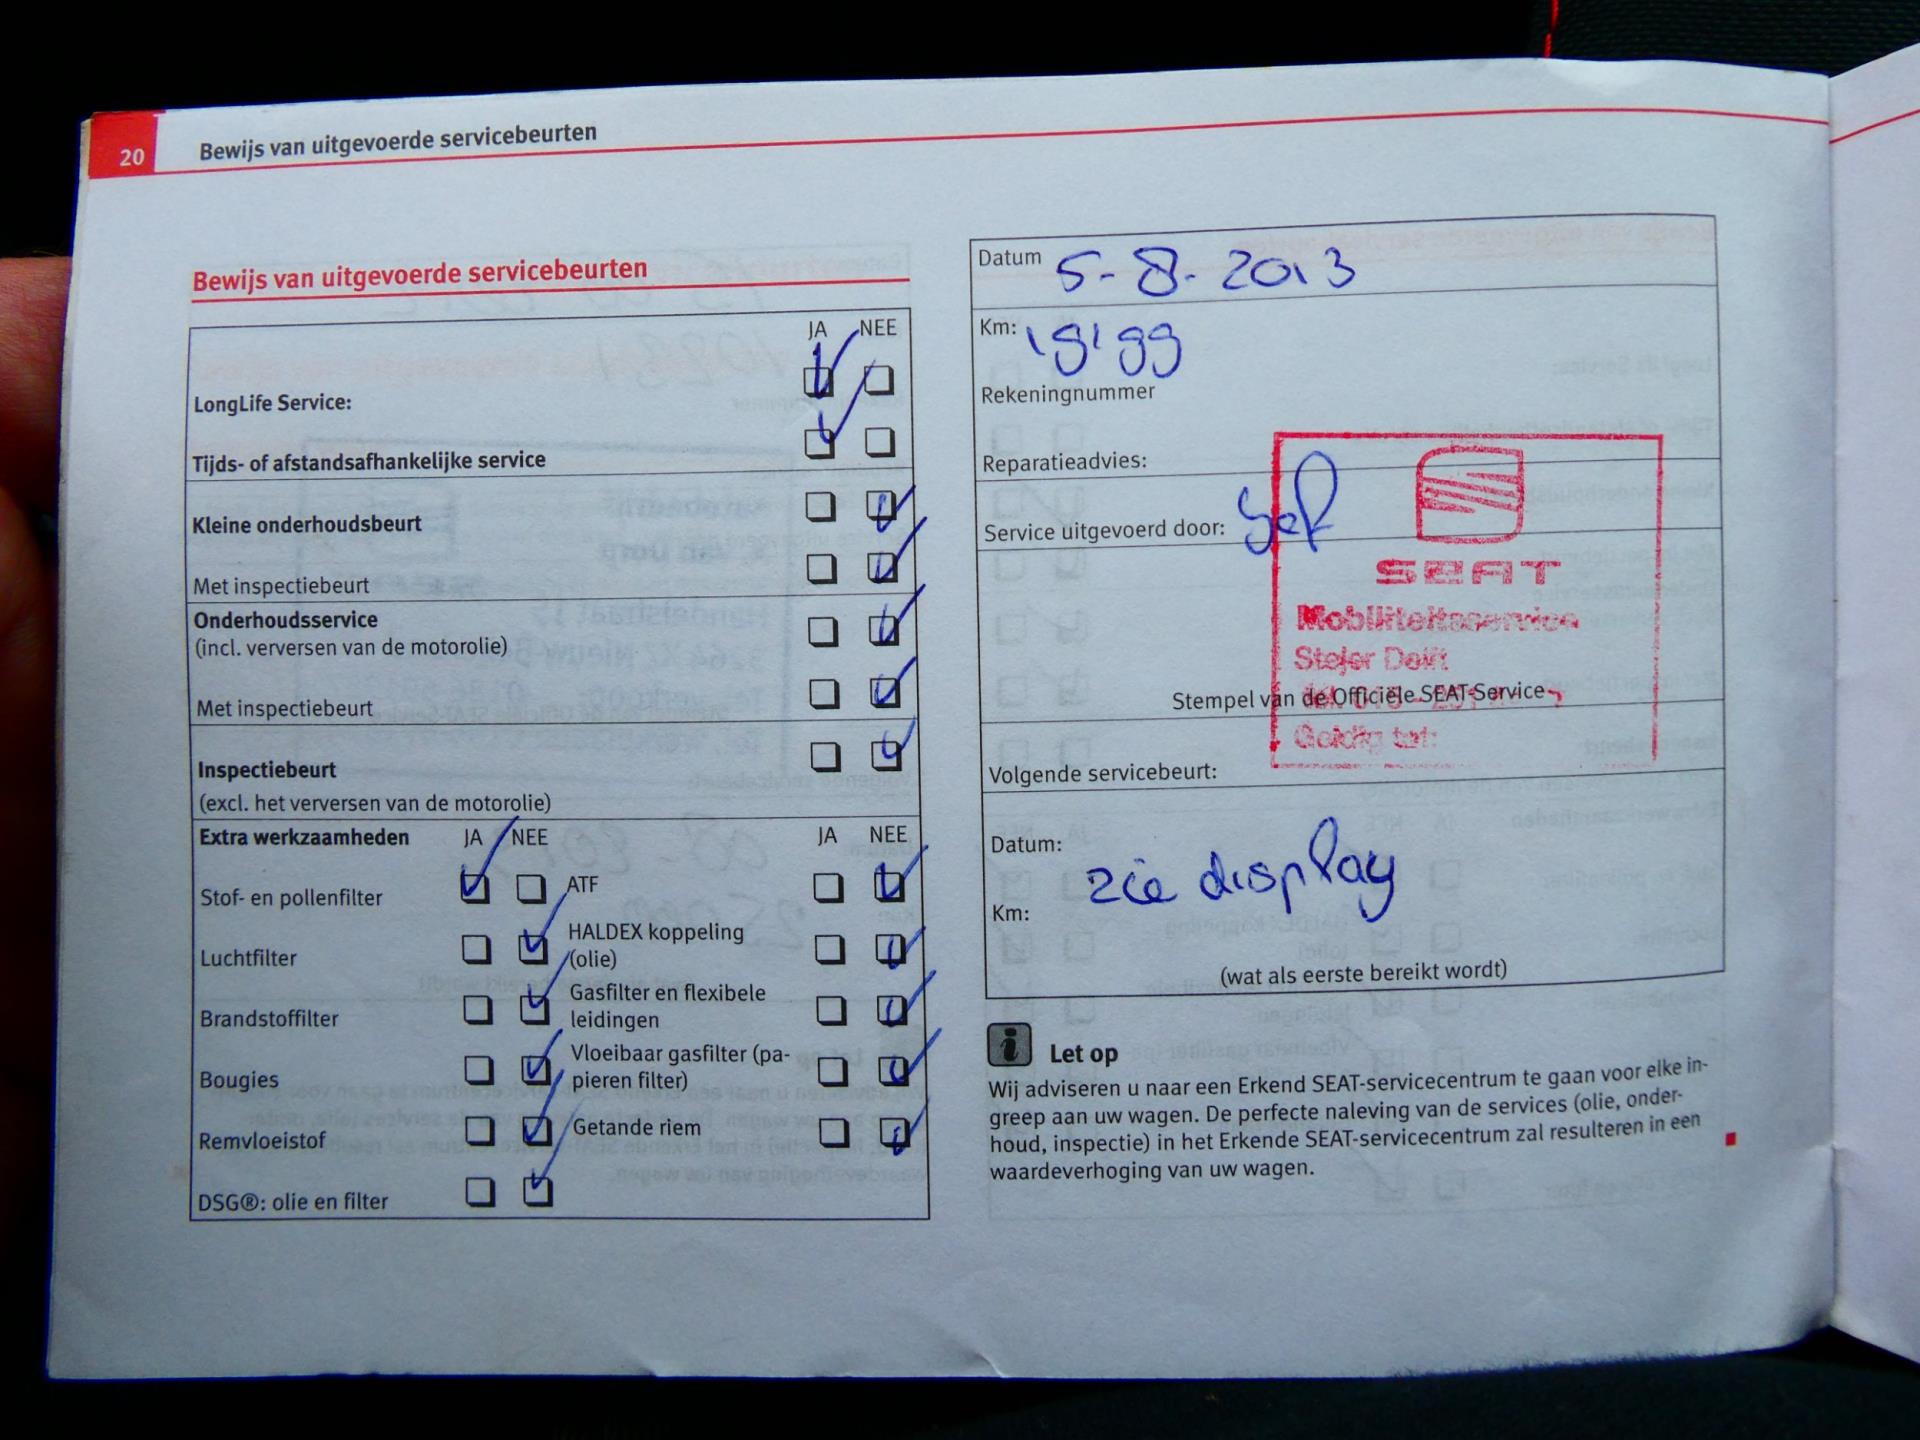 20
Bewijs van uitgevoerde servicebeurten
Bewijs van uitgevoerde servicebeurten
JA NEE
LongLife Service:
Tijds- of afstandsafhankelijke service
Kleine onderhoudsbeurt
Met inspectiebeurt
Onderhoudsservice
(incl. verversen van de motorolie)
Met inspectiebeurt
Inspectiebeurt
(excl. het verversen van de motorolie)
Extra werkzaamheden JA NEE JA NEE
Stof- en pollenfilter
Luchtfilter
Brandstoffilter
Bougies
Remvloeistof
DSG®: olie en filter
ATF
HALDEX koppeling
(olie)
Gasfilter en flexibele
leidingen
Vloeibaar gasfilter (pa-
pieren filter)
Getande riem
Datum 5-8-2013
Km:
Rekeningnummer
Reparatieadvies:
Service uitgevoerd door:
SEAT
Mobiliteitsservice
Stejer Delft
Stempel van de Officiële SEAT-Service
Geldig tot:
Volgende servicebeurt:
Datum:
zie display
Km:
(wat als eerste bereikt wordt)
i Let op
Wij adviseren u naar een Erkend SEAT-servicecentrum te gaan voor elke in-
greep aan uw wagen. De perfecte naleving van de services (olie, onder-
houd, inspectie) in het Erkende SEAT-servicecentrum zal resulteren in een
waardeverhoging van uw wagen.